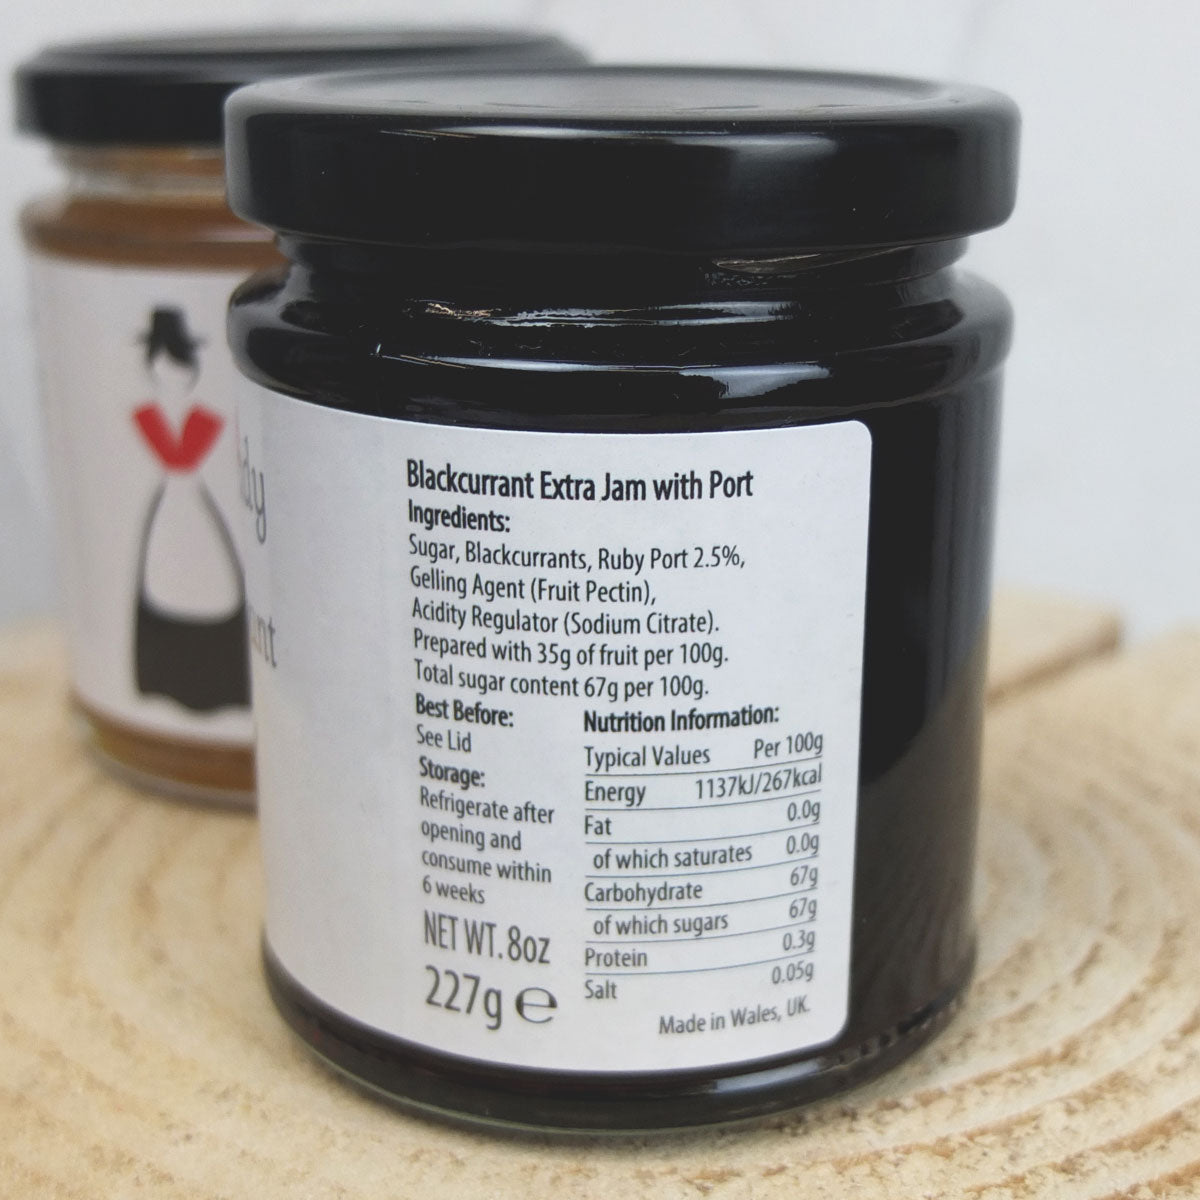 Blackcurrant Extra Jam with Port
Ingredients:
Sugar, Blackcurrants, Ruby Port 2.5%,
Gelling Agent (Fruit Pectin),
Acidity Regulator (Sodium Citrate).
Prepared with 35g of fruit per 100g.
Total sugar content 67g per 100g.
Best Before:
See Lid
Storage:
Refrigerate after
opening and
consume within
6 weeks
NET WT. 8oz
227g ℮
Nutrition Information:
Typical Values Per 100g
Energy 1137kJ/267kcal
Fat 0.0g
of which saturates 0.0g
Carbohydrate 67g
of which sugars 67g
Protein 0.3g
Salt 0.05g
Made in Wales, UK.